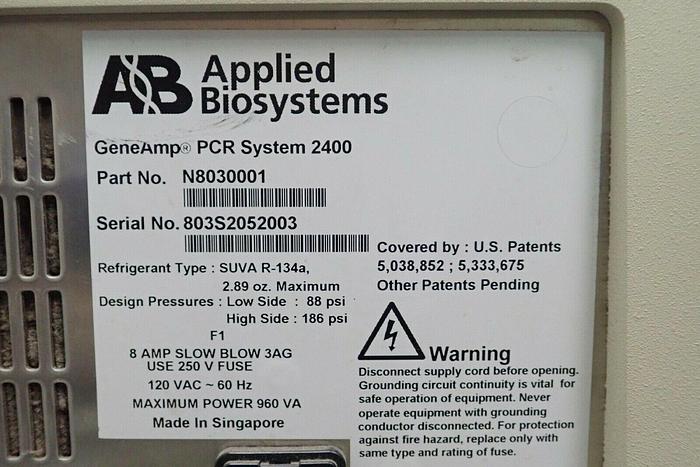 AB Applied
Biosystems
GeneAmp® PCR System 2400
Part No. N8030001
Serial No. 803S2052003
Refrigerant Type : SUVA R-134a,
2.89 oz. Maximum
Design Pressures : Low Side : 88 psi
High Side : 186 psi
F1
8 AMP SLOW BLOW 3AG
USE 250 V FUSE
120 VAC ~ 60 Hz
MAXIMUM POWER 960 VA
Made In Singapore
Covered by : U.S. Patents
5,038,852 ; 5,333,675
Other Patents Pending
Warning
Disconnect supply cord before opening.
Grounding circuit continuity is vital for
safe operation of equipment. Never
operate equipment with grounding
conductor disconnected. For protection
against fire hazard, replace only with
same type and rating of fuse.